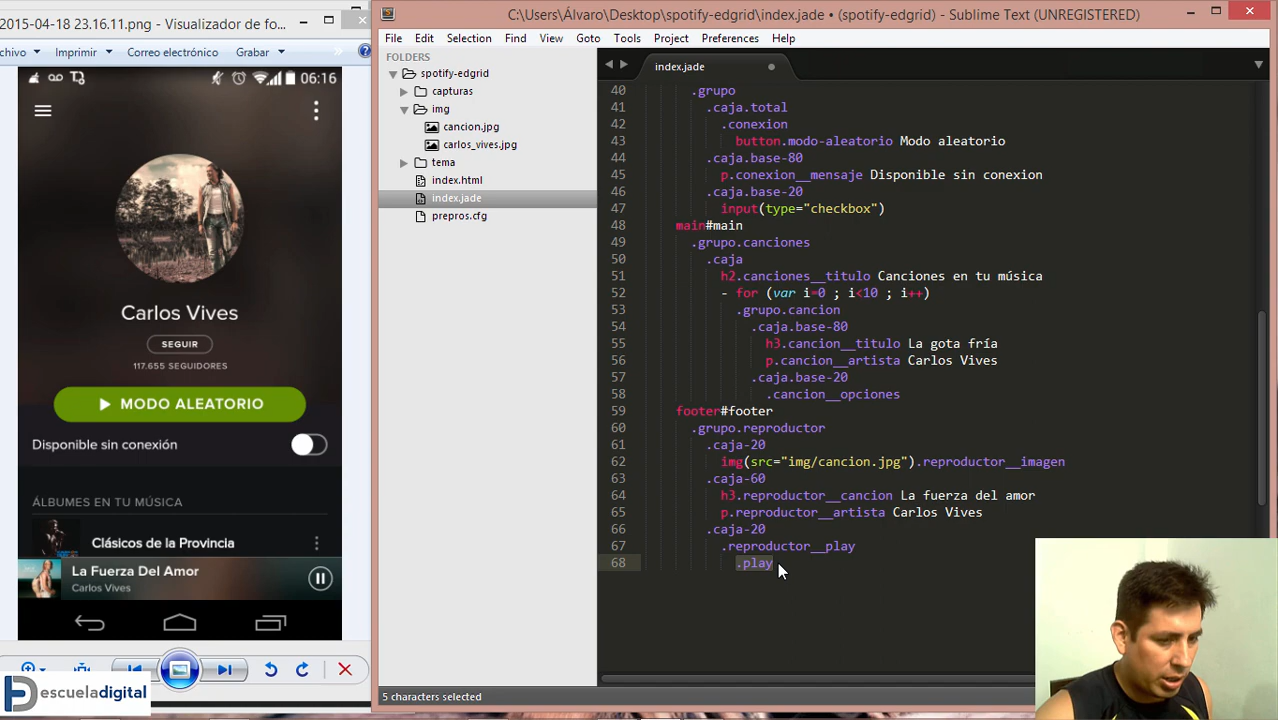 2015-04-18 23.16.11.png - Visualizador de fo...
C:\Users\Álvaro\Desktop\spotify-edgrid\index.jade • (spotify-edgrid) - Sublime Text (UNREGISTERED)
chivo Imprimir Correo electrónico Grabar
File Edit Selection Find View Goto Tools Project Preferences Help
06:16
Carlos Vives
SEGUIR
117.655 SEGUIDORES
MODO ALEATORIO
Disponible sin conexión
ÁLBUMES EN TU MÚSICA
Clásicos de la Provincia
La Fuerza Del Amor
Carlos Vives
escueladigital
FOLDERS
spotify-edgrid
capturas
img
cancion.jpg
carlos_vives.jpg
tema
index.html
index.jade
prepros.cfg
index.jade
40 .grupo
41 .caja.total
42 .conexion
43 button.modo-aleatorio Modo aleatorio
44 .caja.base-80
45 p.conexion__mensaje Disponible sin conexion
46 .caja.base-20
47 input(type="checkbox")
48 main#main
49 .grupo.canciones
50 .caja
51 h2.canciones__titulo Canciones en tu música
52 - for (var i=0 ; i<10 ; i++)
53 .grupo.cancion
54 .caja.base-80
55 h3.cancion__titulo La gota fría
56 p.cancion__artista Carlos Vives
57 .caja.base-20
58 .cancion__opciones
59 footer#footer
60 .grupo.reproductor
61 .caja-20
62 img(src="img/cancion.jpg").reproductor__imagen
63 .caja-60
64 h3.reproductor__cancion La fuerza del amor
65 p.reproductor__artista Carlos Vives
66 .caja-20
67 .reproductor__play
68 .play
5 characters selected